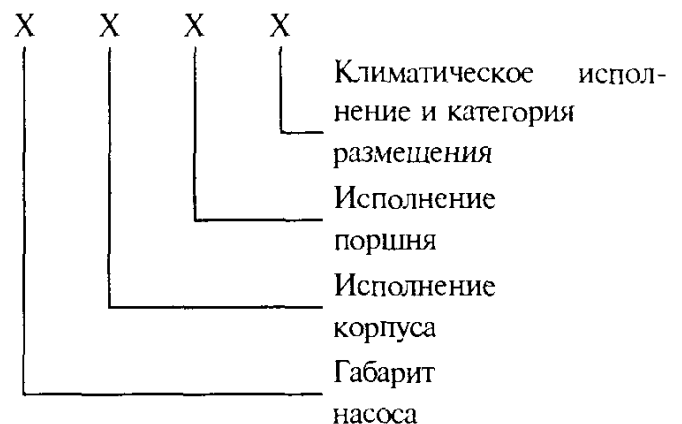 Х Х Х Х
Климатическое испол-
нение и категория
размещения
Исполнение
поршня
Исполнение
корпуса
Габарит
насоса